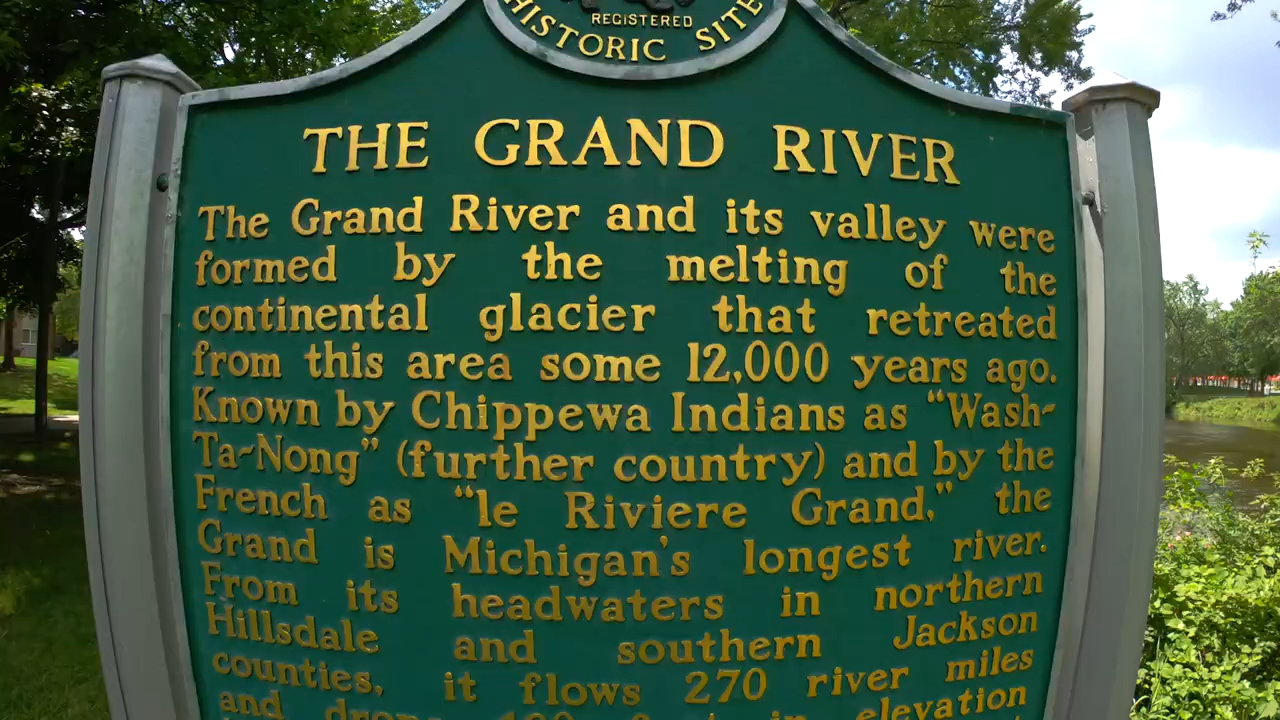 REGISTERED
HISTORIC SITE
THE GRAND RIVER
The Grand River and its valley were
formed by the melting of the
continental glacier that retreated
from this area some 12,000 years ago.
Known by Chippewa Indians as “Wash-
Ta-Nong” (further country) and by the
French as “le Riviere Grand,” the
Grand is Michigan's longest river.
From its headwaters in northern
Hillsdale and southern Jackson
counties, it flows 270 river miles
and in elevation